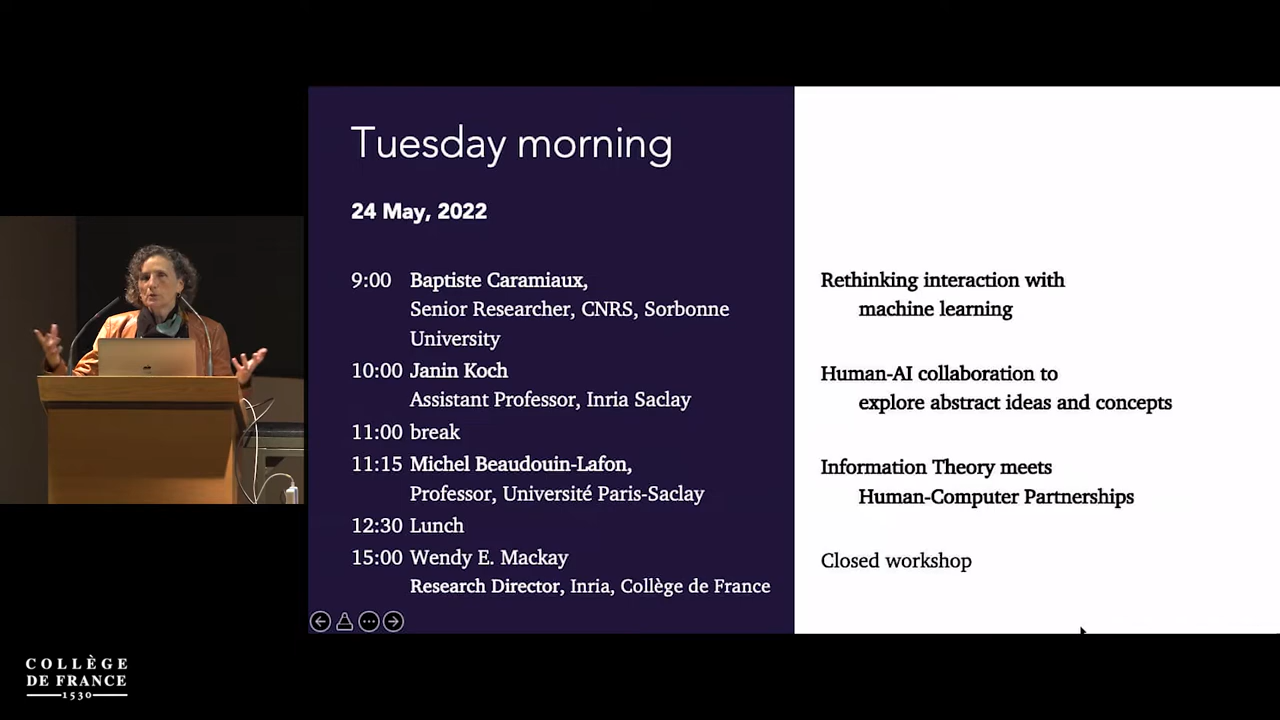 Tuesday morning
24 May, 2022
9:00 Baptiste Caramiaux,
Senior Researcher, CNRS, Sorbonne
University
Rethinking interaction with
machine learning
10:00 Janin Koch
Assistant Professor, Inria Saclay
Human-AI collaboration to
explore abstract ideas and concepts
11:00 break
11:15 Michel Beaudouin-Lafon,
Professor, Université Paris-Saclay
Information Theory meets
Human-Computer Partnerships
12:30 Lunch
15:00 Wendy E. Mackay
Research Director, Inria, Collège de France
Closed workshop
COLLÈGE
DE FRANCE
1530